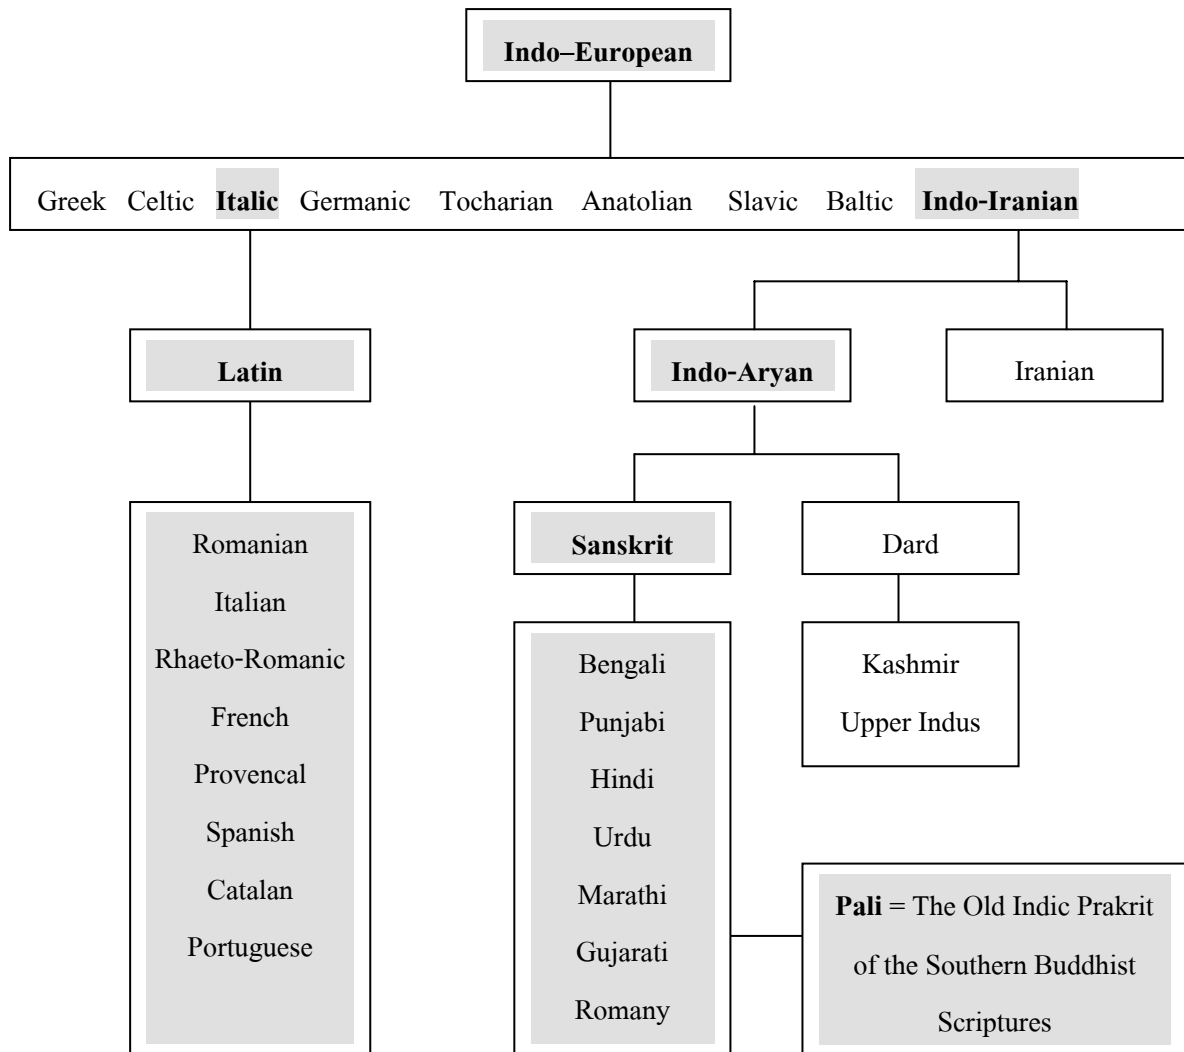 Indo–European
Greek Celtic Italic Germanic Tocharian Anatolian Slavic Baltic Indo-Iranian
Latin
Indo-Aryan
Iranian
Romanian
Italian
Rhaeto-Romanic
French
Provencal
Spanish
Catalan
Portuguese
Sanskrit
Dard
Bengali
Punjabi
Hindi
Urdu
Marathi
Gujarati
Romany
Kashmir
Upper Indus
Pali = The Old Indic Prakrit
of the Southern Buddhist
Scriptures